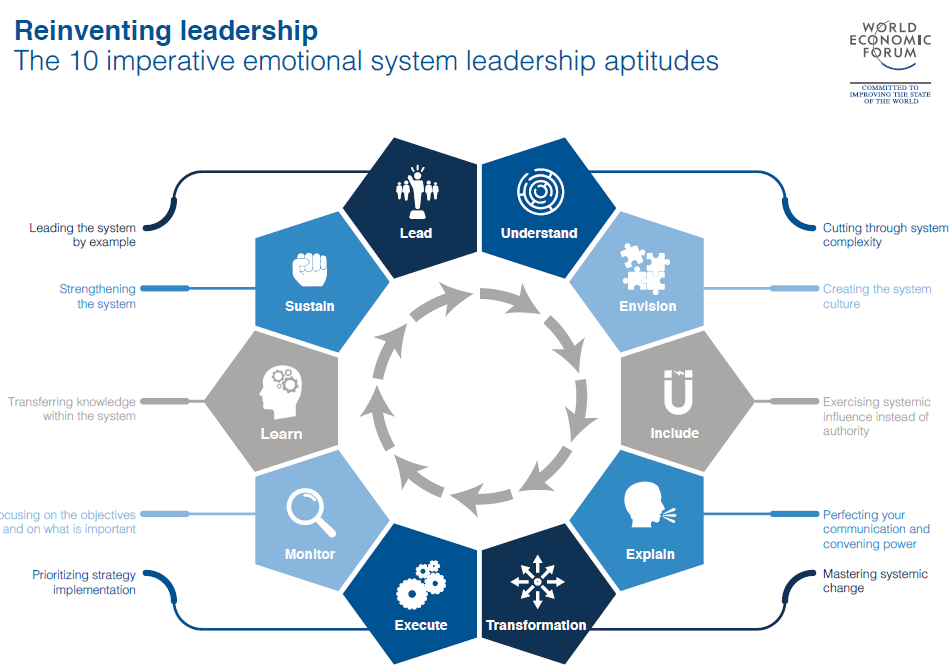 Reinventing leadership
The 10 imperative emotional system leadership aptitudes
WORLD
ECONOMIC
FORUM
COMMITTED TO
IMPROVING THE STATE
OF THE WORLD
Lead
Understand
Leading the system
by example
Cutting through system
complexity
Sustain
Envision
Strengthening
the system
Creating the system
culture
Learn
Include
Transferring knowledge
within the system
Exercising systemic
influence instead of
authority
Monitor
Explain
ocusing on the objectives
and on what is important
Perfecting your
communication and
convening power
Execute
Transformation
Prioritizing strategy
implementation
Mastering systemic
change